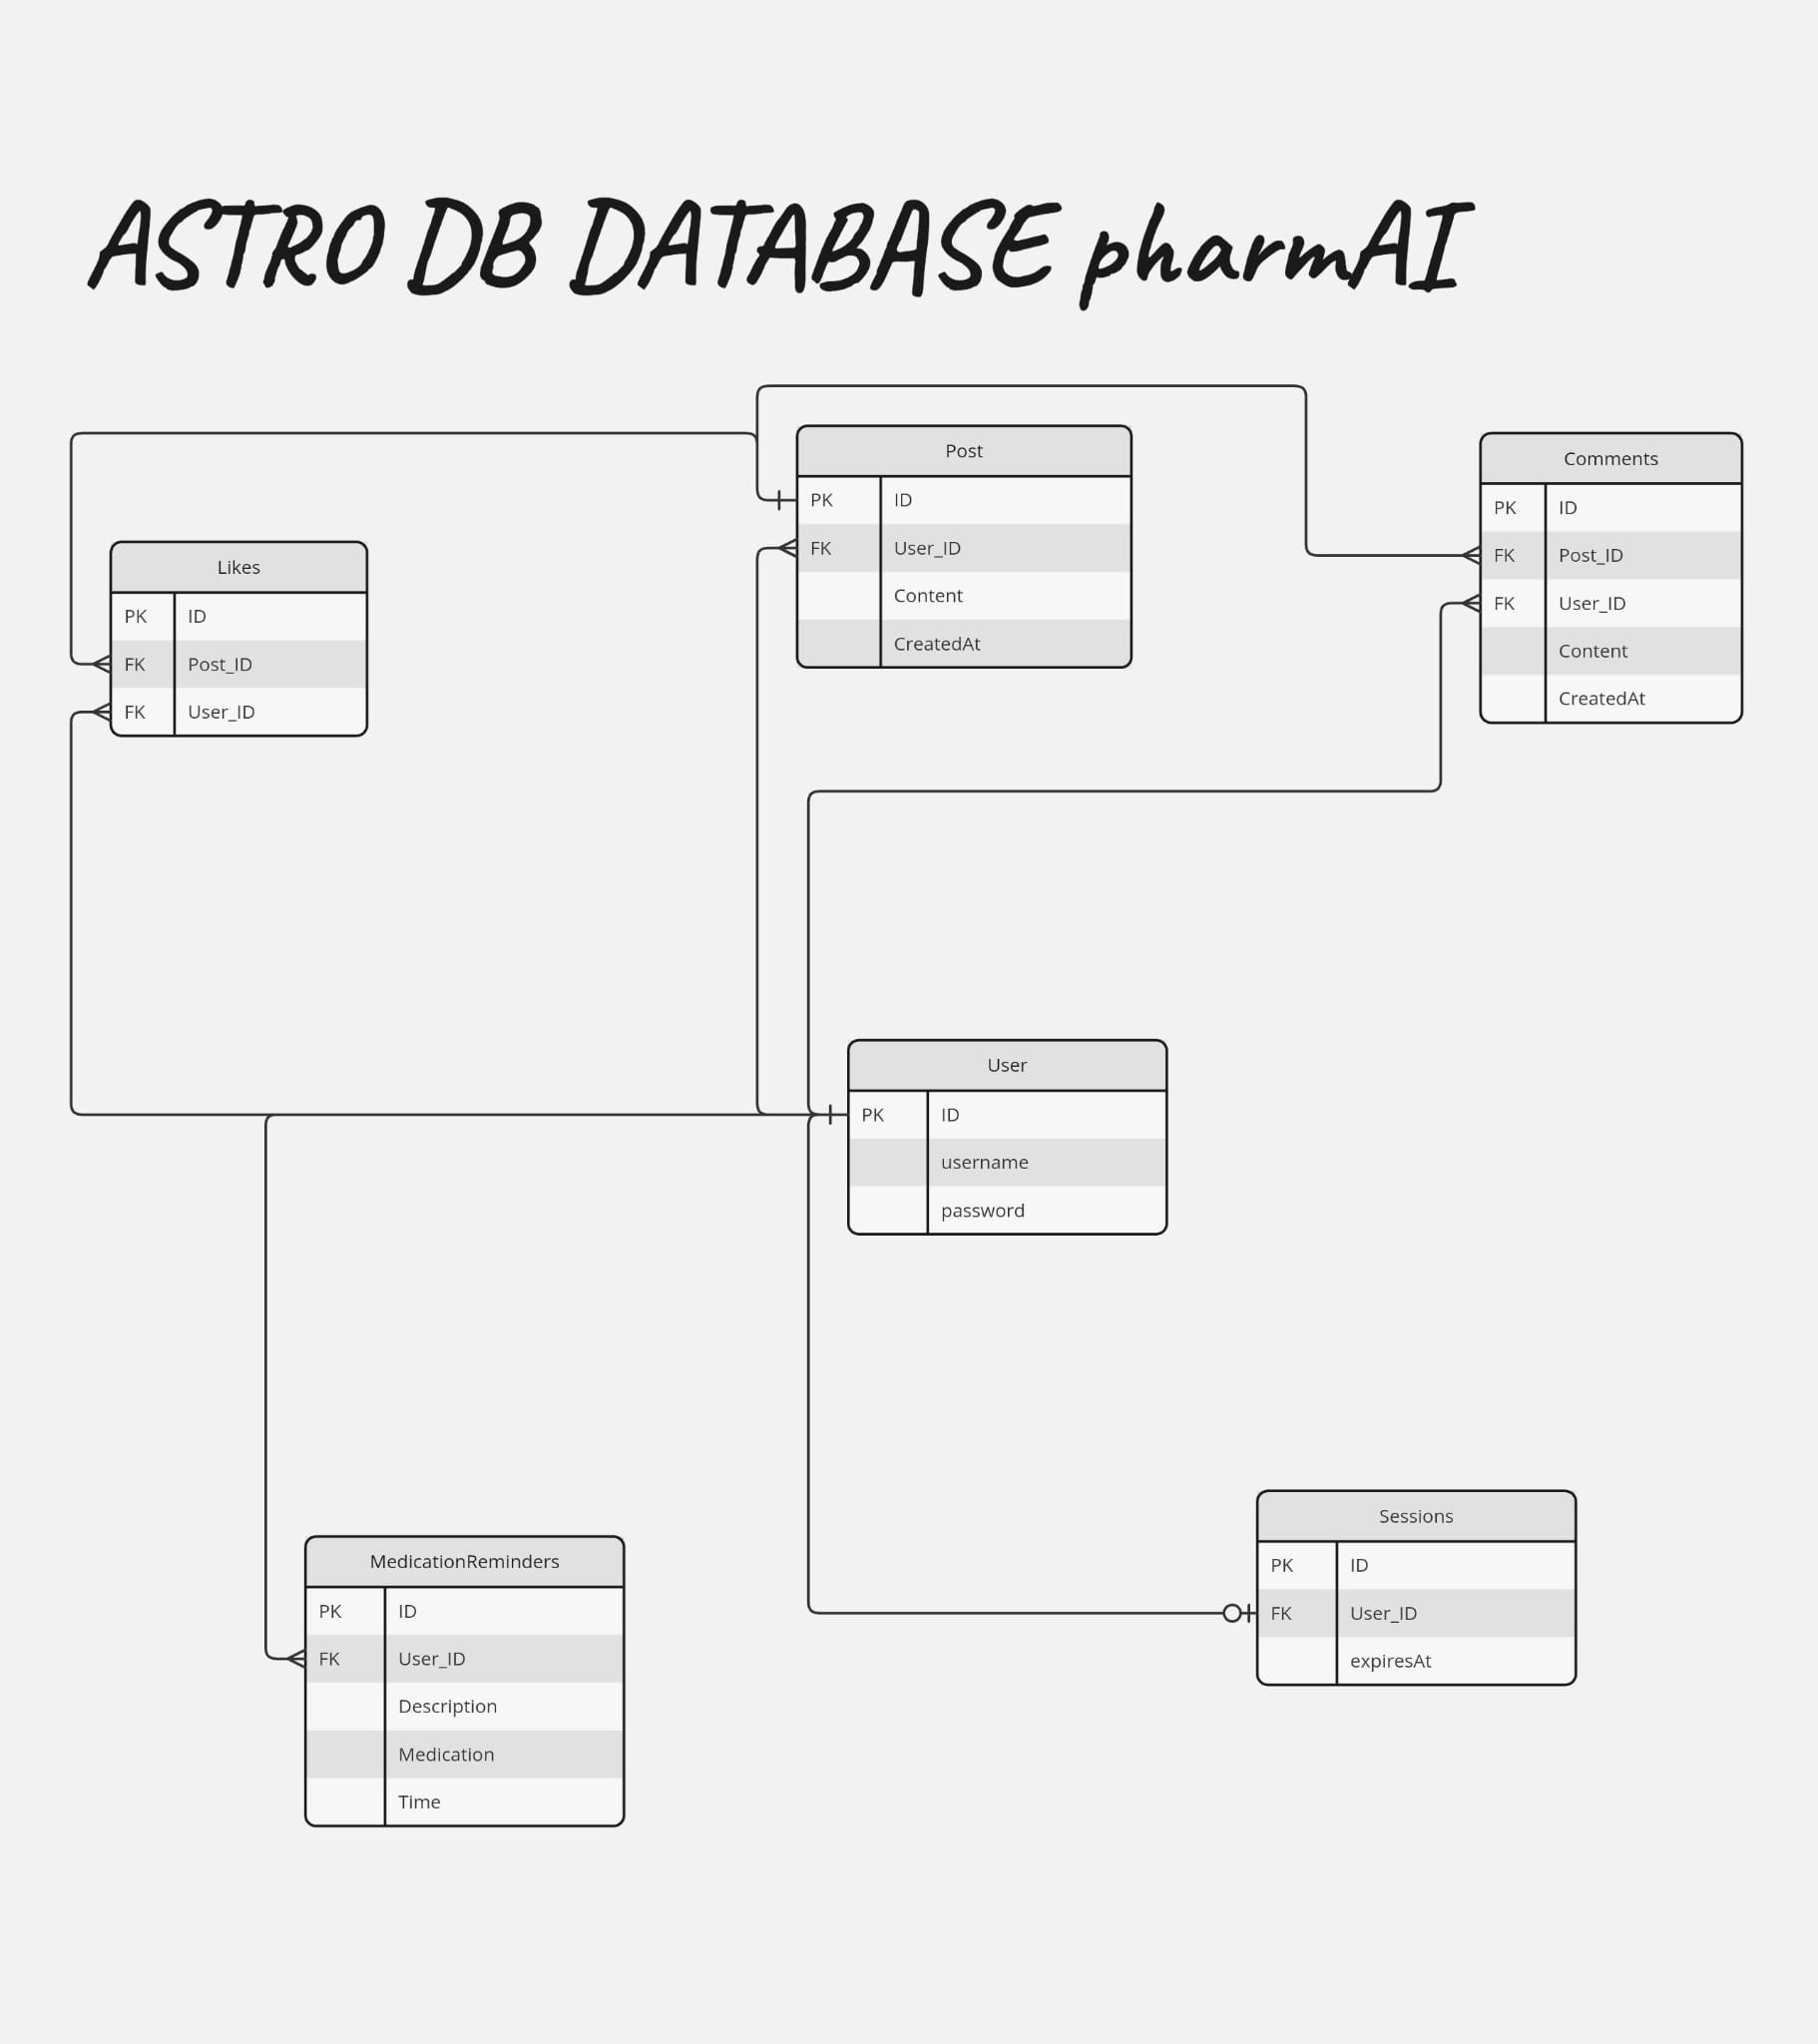 ASTRO DB DATABASE pharmAI
Post
PK ID
FK User_ID
Content
CreatedAt
Comments
PK ID
FK Post_ID
FK User_ID
Content
CreatedAt
Likes
PK ID
FK Post_ID
FK User_ID
User
PK ID
username
password
MedicationReminders
PK ID
FK User_ID
Description
Medication
Time
Sessions
PK ID
FK User_ID
expiresAt